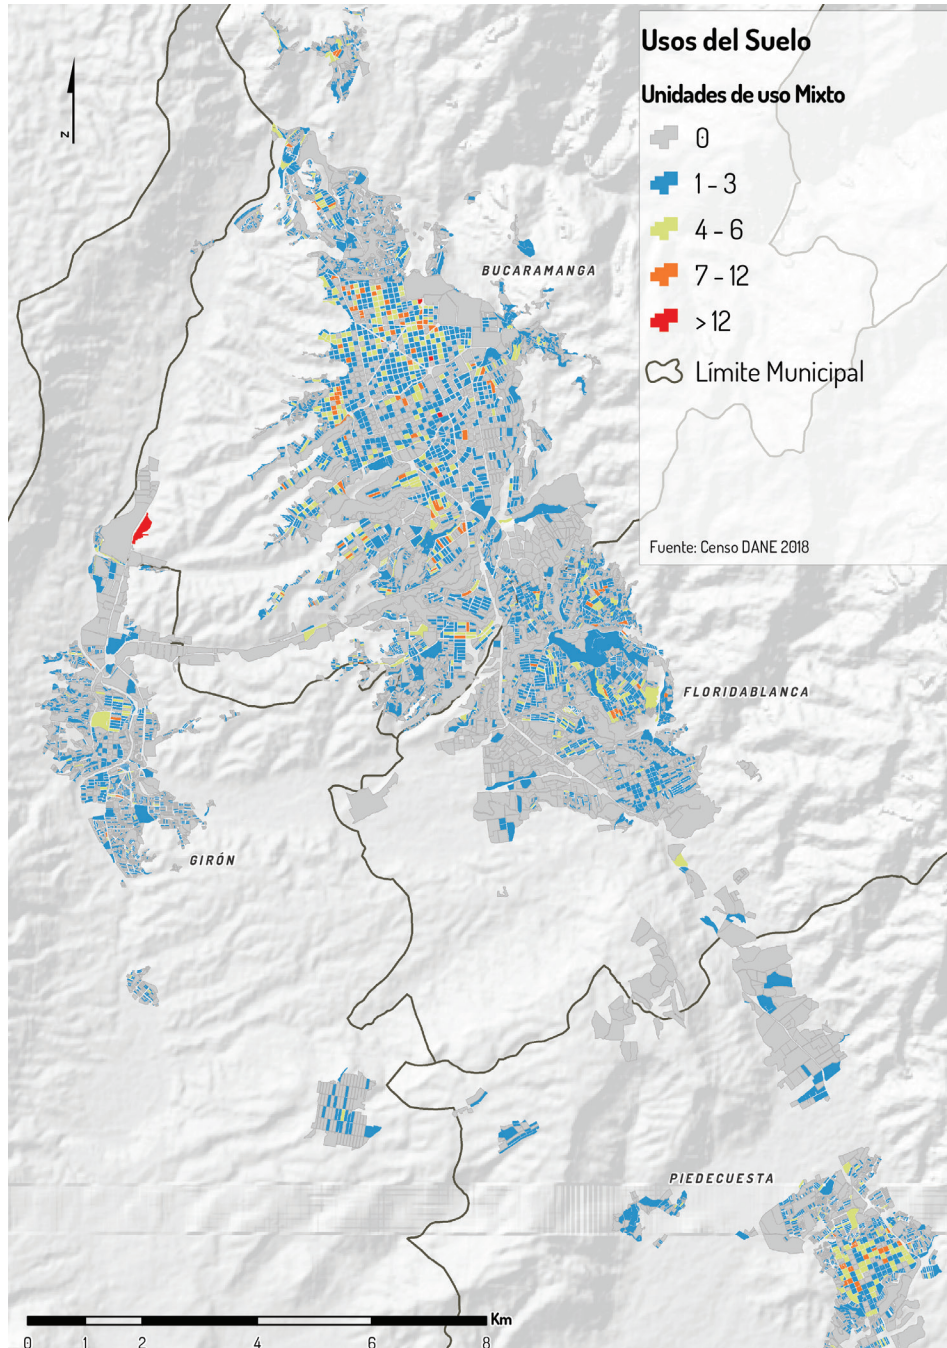 Usos del Suelo
Unidades de uso Mixto
0
1 - 3
4 - 6
7 - 12
>12
Límite Municipal
Fuente: Censo DANE 2018
N
BUCARAMANGA
FLORIDABLANCA
GIRÓN
PIEDECUESTA
Km
0 1 2 4 6 8